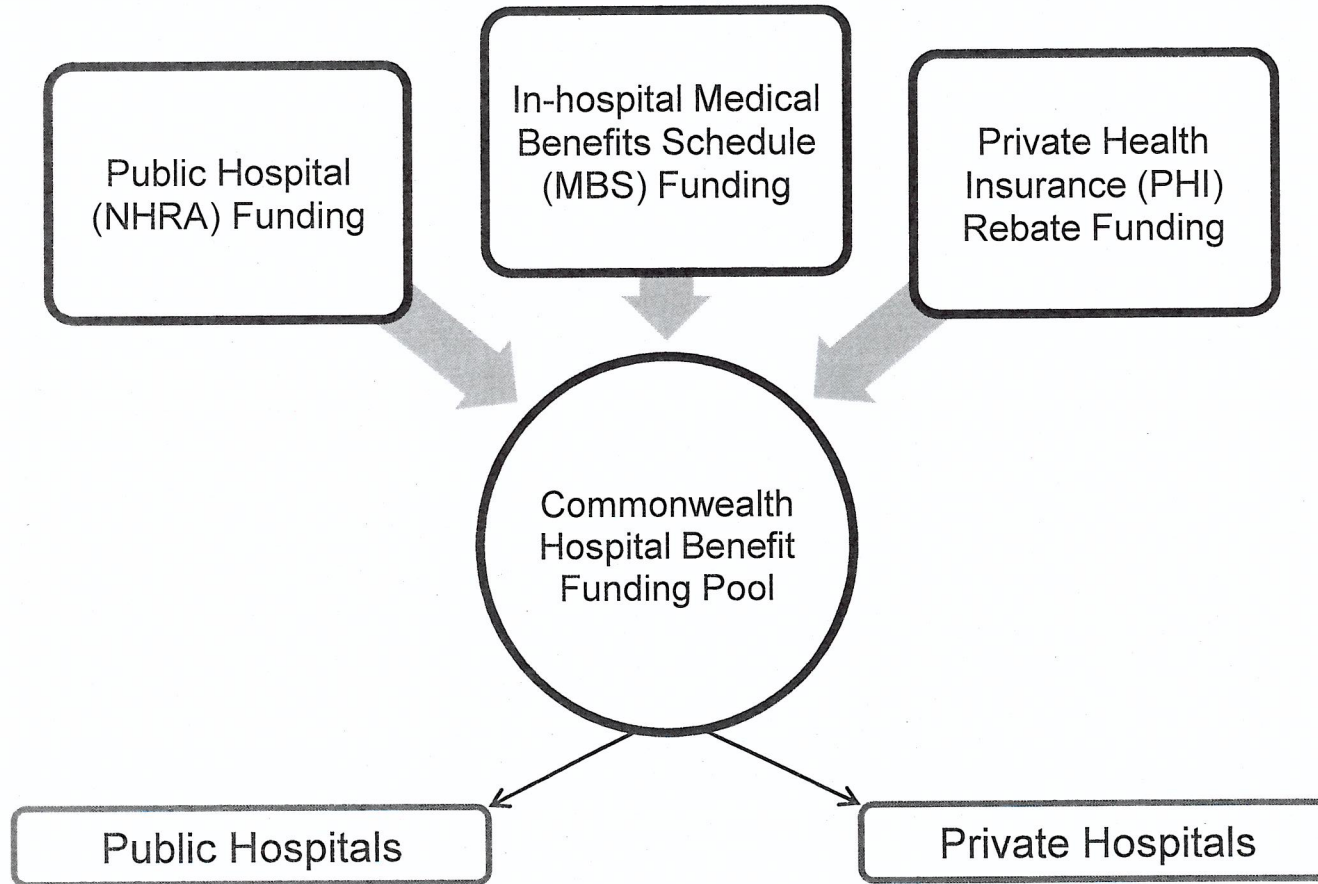 Public Hospital
(NHRA) Funding
In-hospital Medical
Benefits Schedule
(MBS) Funding
Private Health
Insurance (PHI)
Rebate Funding
Commonwealth
Hospital Benefit
Funding Pool
Public Hospitals
Private Hospitals